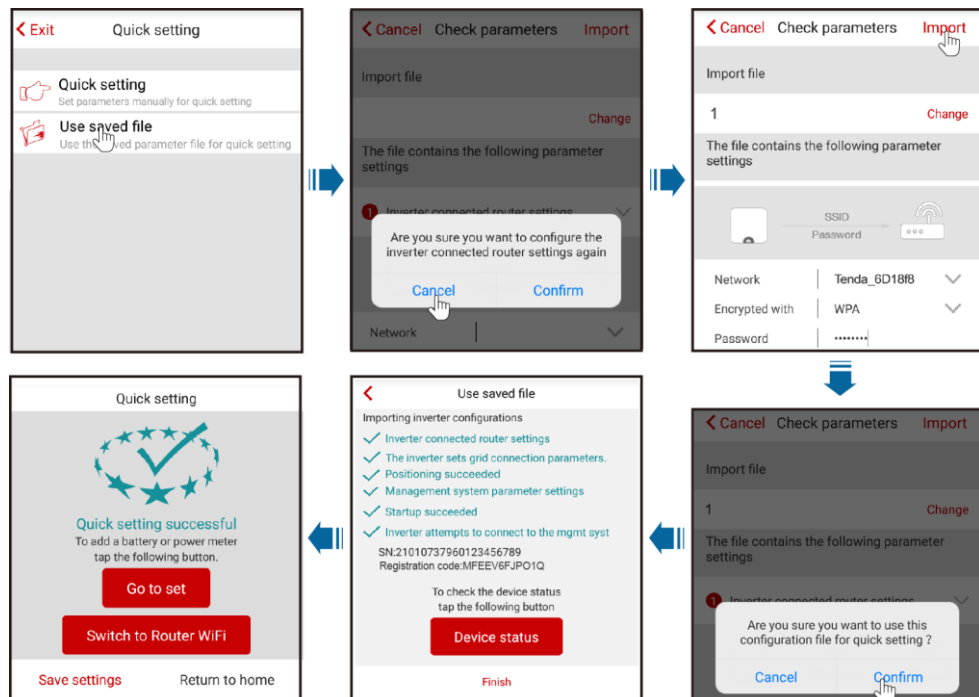 Exit Quick setting
Quick setting
Set parameters manually for quick setting
Use saved file
Use the saved parameter file for quick setting
Cancel Check parameters Import
Import file
Change
The file contains the following parameter
settings
1 Inverter connected router settings
Are you sure you want to configure the
inverter connected router settings again
Cancel Confirm
Network
Cancel Check parameters Import
Import file
1 Change
The file contains the following parameter
settings
SSID
Password
Network Tenda_6D18f8
Encrypted with WPA
Password ••••••••
Cancel Check parameters Import
Import file
1 Change
The file contains the following parameter
settings
1 Inverter connected router settings
Are you sure you want to use this
configuration file for quick setting ?
Cancel Confirm
Use saved file
Importing inverter configurations
Inverter connected router settings
The inverter sets grid connection parameters.
Positioning succeeded
Management system parameter settings
Startup succeeded
Inverter attempts to connect to the mgmt syst
SN:21010737960123456789
Registration code:MFEEV6FJPO1Q
To check the device status
tap the following button
Device status
Finish
Quick setting
Quick setting successful
To add a battery or power meter
tap the following button.
Go to set
Switch to Router WiFi
Save settings Return to home